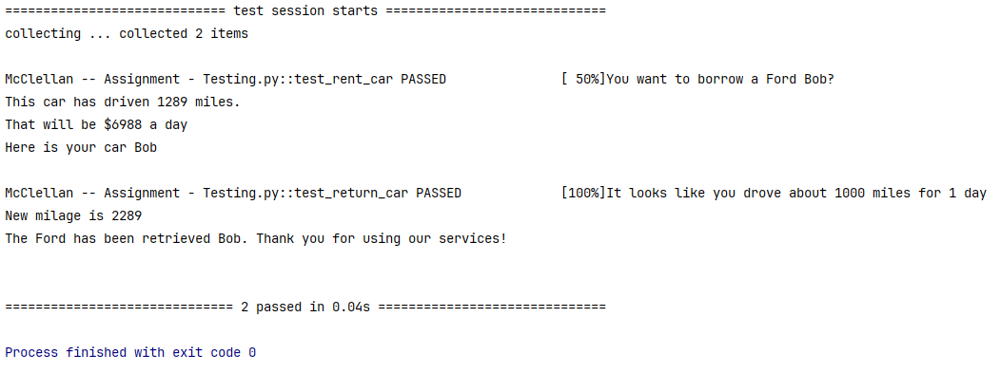 ============================= test session starts =============================
collecting ... collected 2 items
McClellan -- Assignment - Testing.py::test_rent_car PASSED               [ 50%]You want to borrow a Ford Bob?
This car has driven 1289 miles.
That will be $6988 a day
Here is your car Bob
McClellan -- Assignment - Testing.py::test_return_car PASSED             [100%]It looks like you drove about 1000 miles for 1 day
New milage is 2289
The Ford has been retrieved Bob. Thank you for using our services!
============================== 2 passed in 0.04s ==============================
Process finished with exit code 0